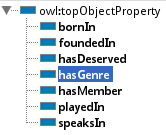 owl:topObjectProperty
bornIn
foundedIn
hasDeserved
hasGenre
hasMember
playedIn
speaksIn